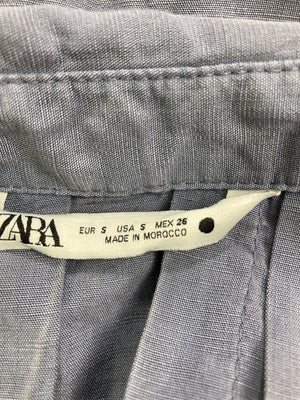 ZARA
EUR S USA S MEX 26
MADE IN MOROCCO